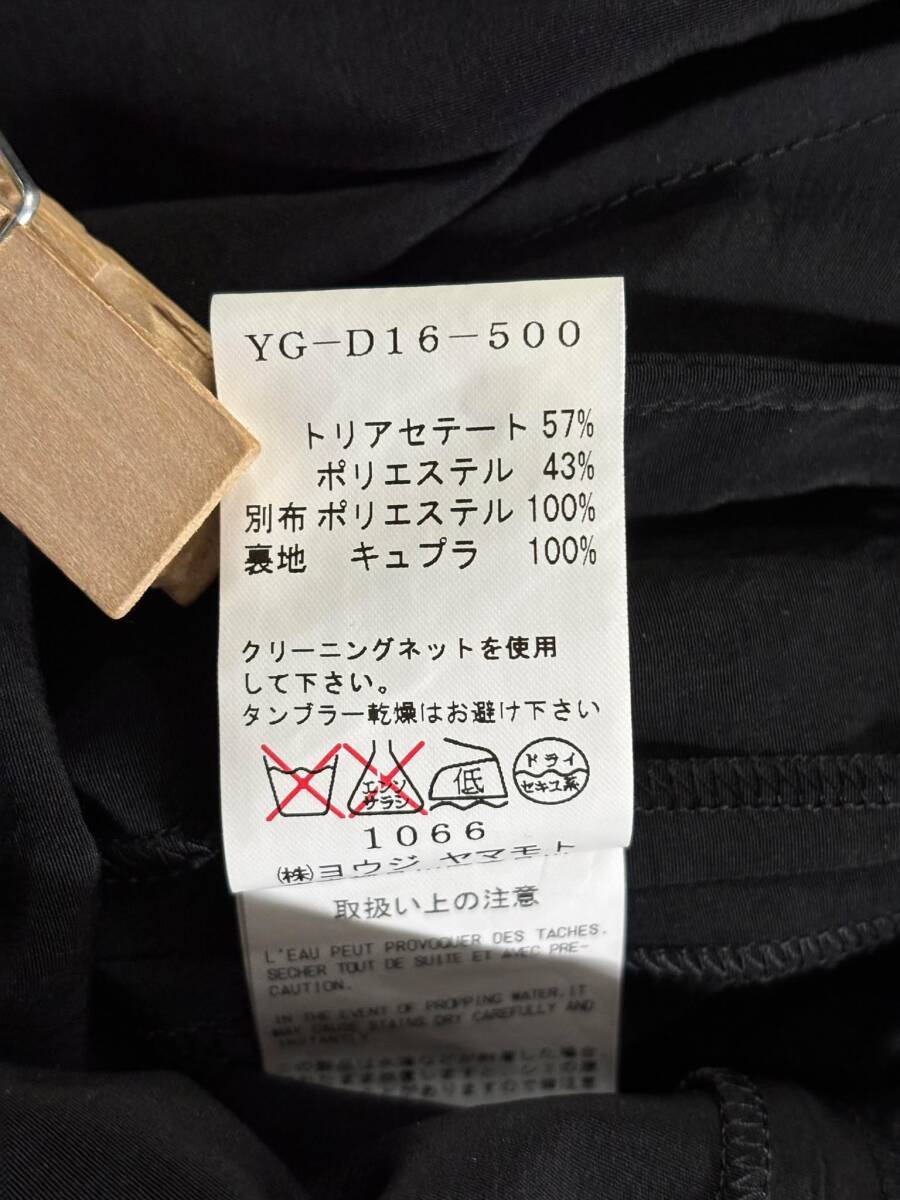 YG-D16-500
トリアセテート 57%
ポリエステル 43%
別布 ポリエステル 100%
裏地 キュプラ 100%
クリーニングネットを使用
して下さい。
タンブラー乾燥はお避け下さい
エンソ
サラシ
低
ドライ
セキユ系
1066
(株)ヨウジ ヤマモト
取扱い上の注意
L'EAU PEUT PROVOQUER DES TACHES.
SECHER TOUT DE SUITE ET AVEC PRE-
CAUTION.
IN THE EVENT OF PROPPING WATER,IT
MAY CAUSE STAINS DRY CAREFULLY AND
INSTANTLY.